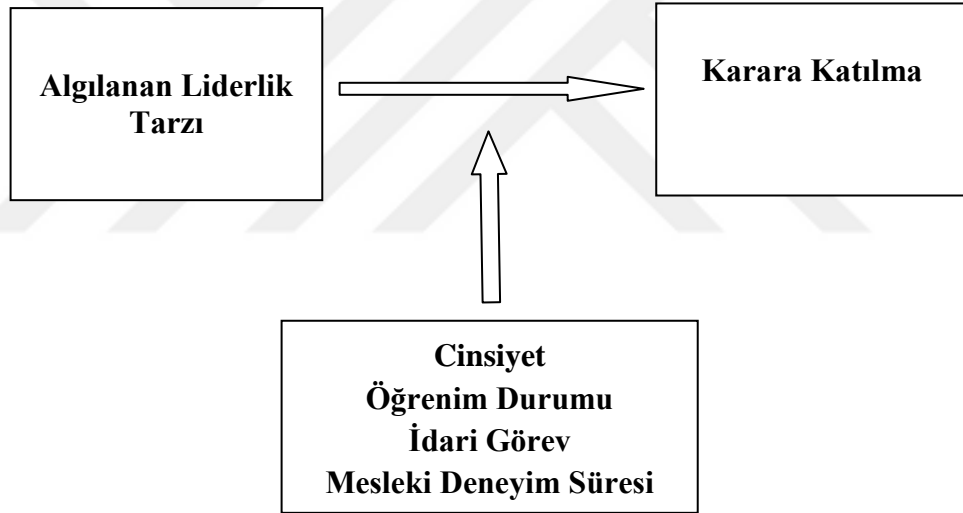 Algılanan Liderlik
Tarzı
Karara Katılma
Cinsiyet
Öğrenim Durumu
İdari Görev
Mesleki Deneyim Süresi